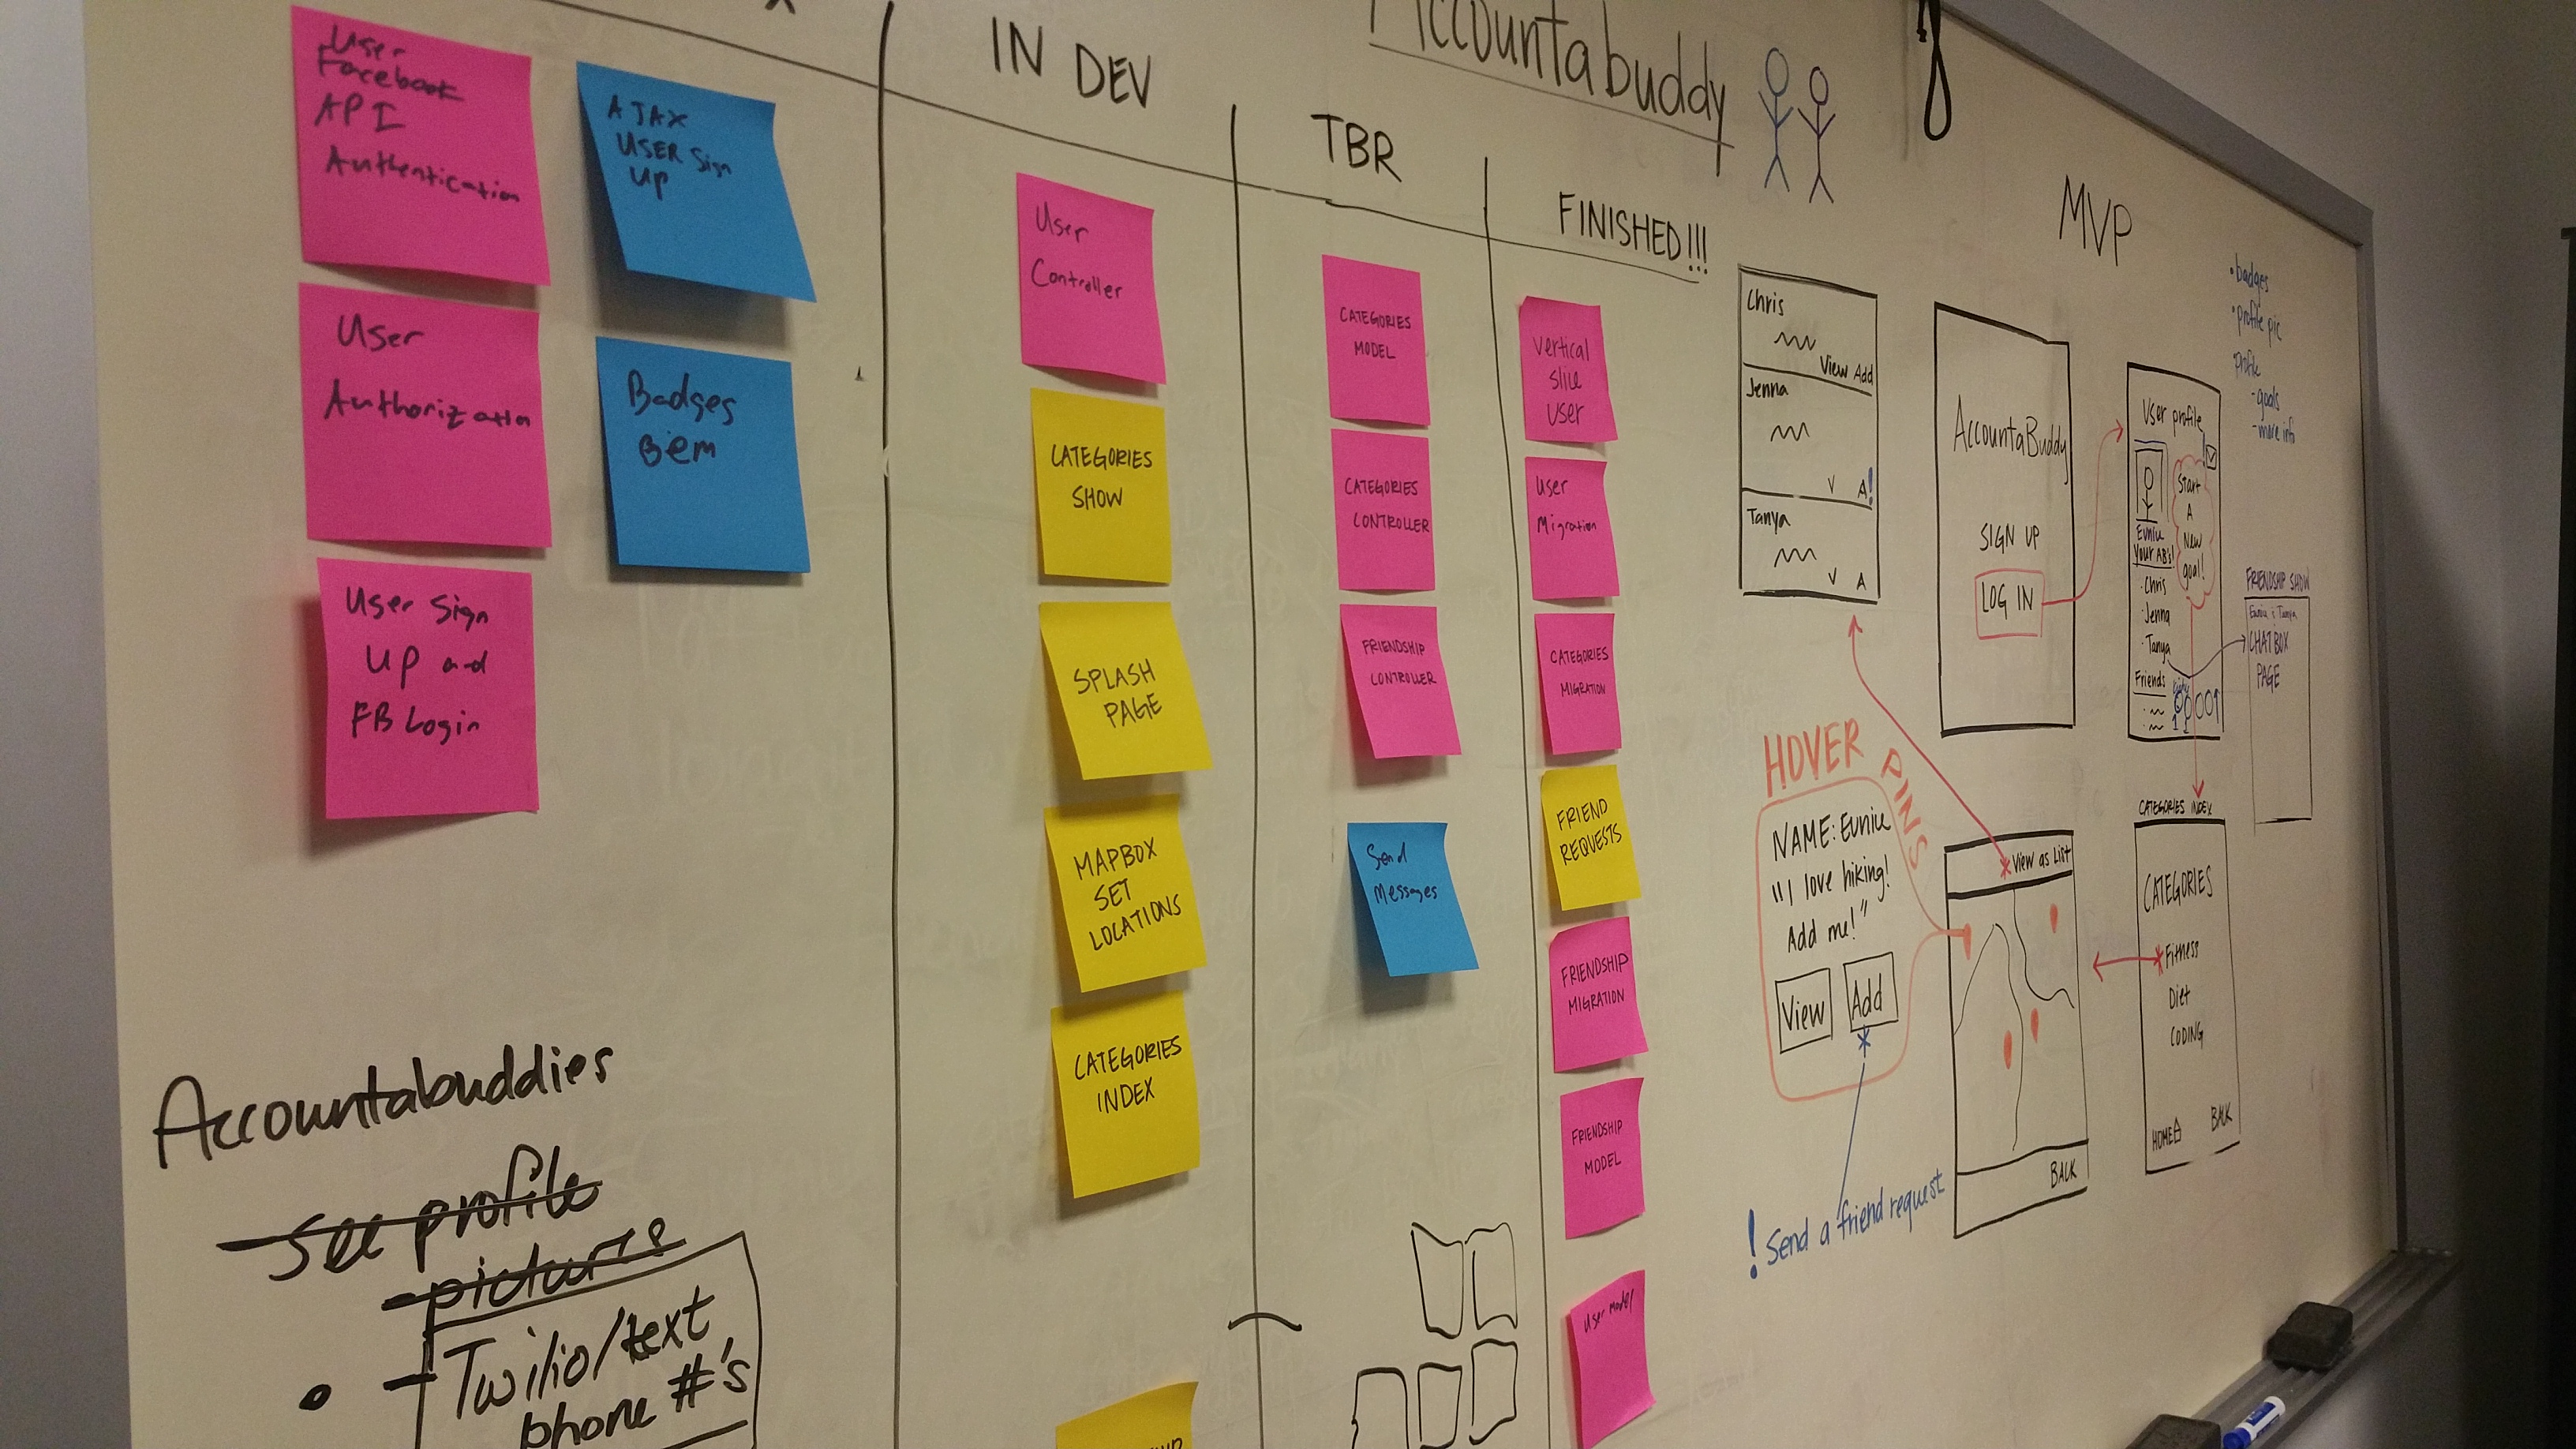 User
Facebook
API
Authentication
User
Authorization
User Sign
Up and
FB Login
AJAX
USER Sign
Up
Badges
Gem
Accountabuddies
See profile
pictures
Twilio/text
phone #'s
IN DEV
User
Controller
CATEGORIES
SHOW
SPLASH
PAGE
MAPBOX
SET
LOCATIONS
CATEGORIES
INDEX
TBR
CATEGORIES
MODEL
CATEGORIES
CONTROLLER
FRIENDSHIP
CONTROLLER
Send
Messages
FINISHED!!!
Vertical
Slice
User
User
Migration
CATEGORIES
MIGRATION
FRIEND
REQUESTS
FRIENDSHIP
MIGRATION
FRIENDSHIP
MODEL
User Model
Accountabuddy
MVP
Chris
View Add
Jenna
V A!
Tanya
V A
AccountaBuddy
SIGN UP
LOG IN
User profile
Start
A
New
goal!
Eunice
Your AB's!
·Chris
·Jenna
·Tanya
Friends
• badges
• profile pic
• profile
- goals
- more info
FRIENDSHIP SHOW
Eunice & Tanya
CHAT BOX
PAGE
HOVER PINS
NAME: Eunice
"I love hiking!
Add me!"
View Add
! Send a friend request
View as List
BACK
CATEGORIES INDEX
CATEGORIES
Fitness
Diet
CODING
HOME BACK